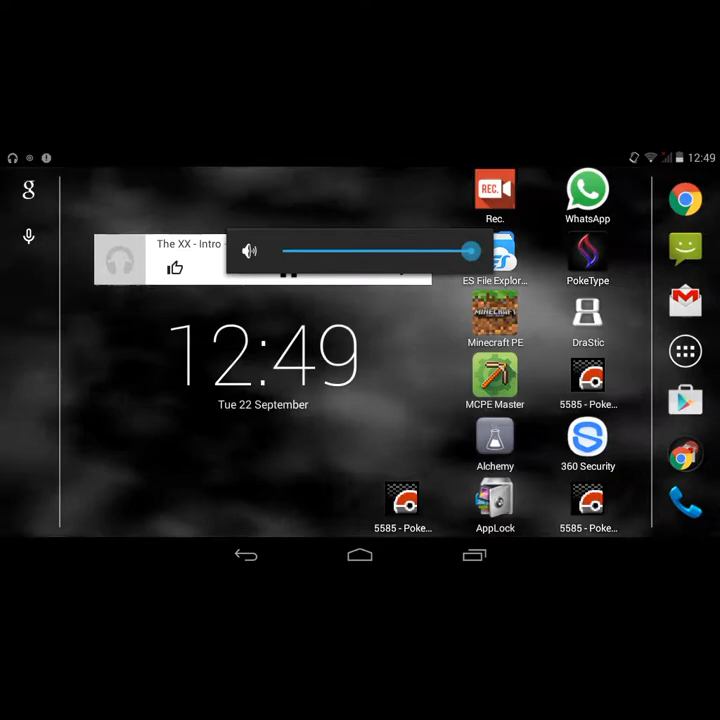 12:49
g
REC.
Rec.
WhatsApp
The XX - Intro -
ES File Explor...
PokeType
MINECRAFT
Minecraft PE
DraStic
12:49
Tue 22 September
MCPE Master
5585 - Poke...
Alchemy
360 Security
5585 - Poke...
AppLock
5585 - Poke...